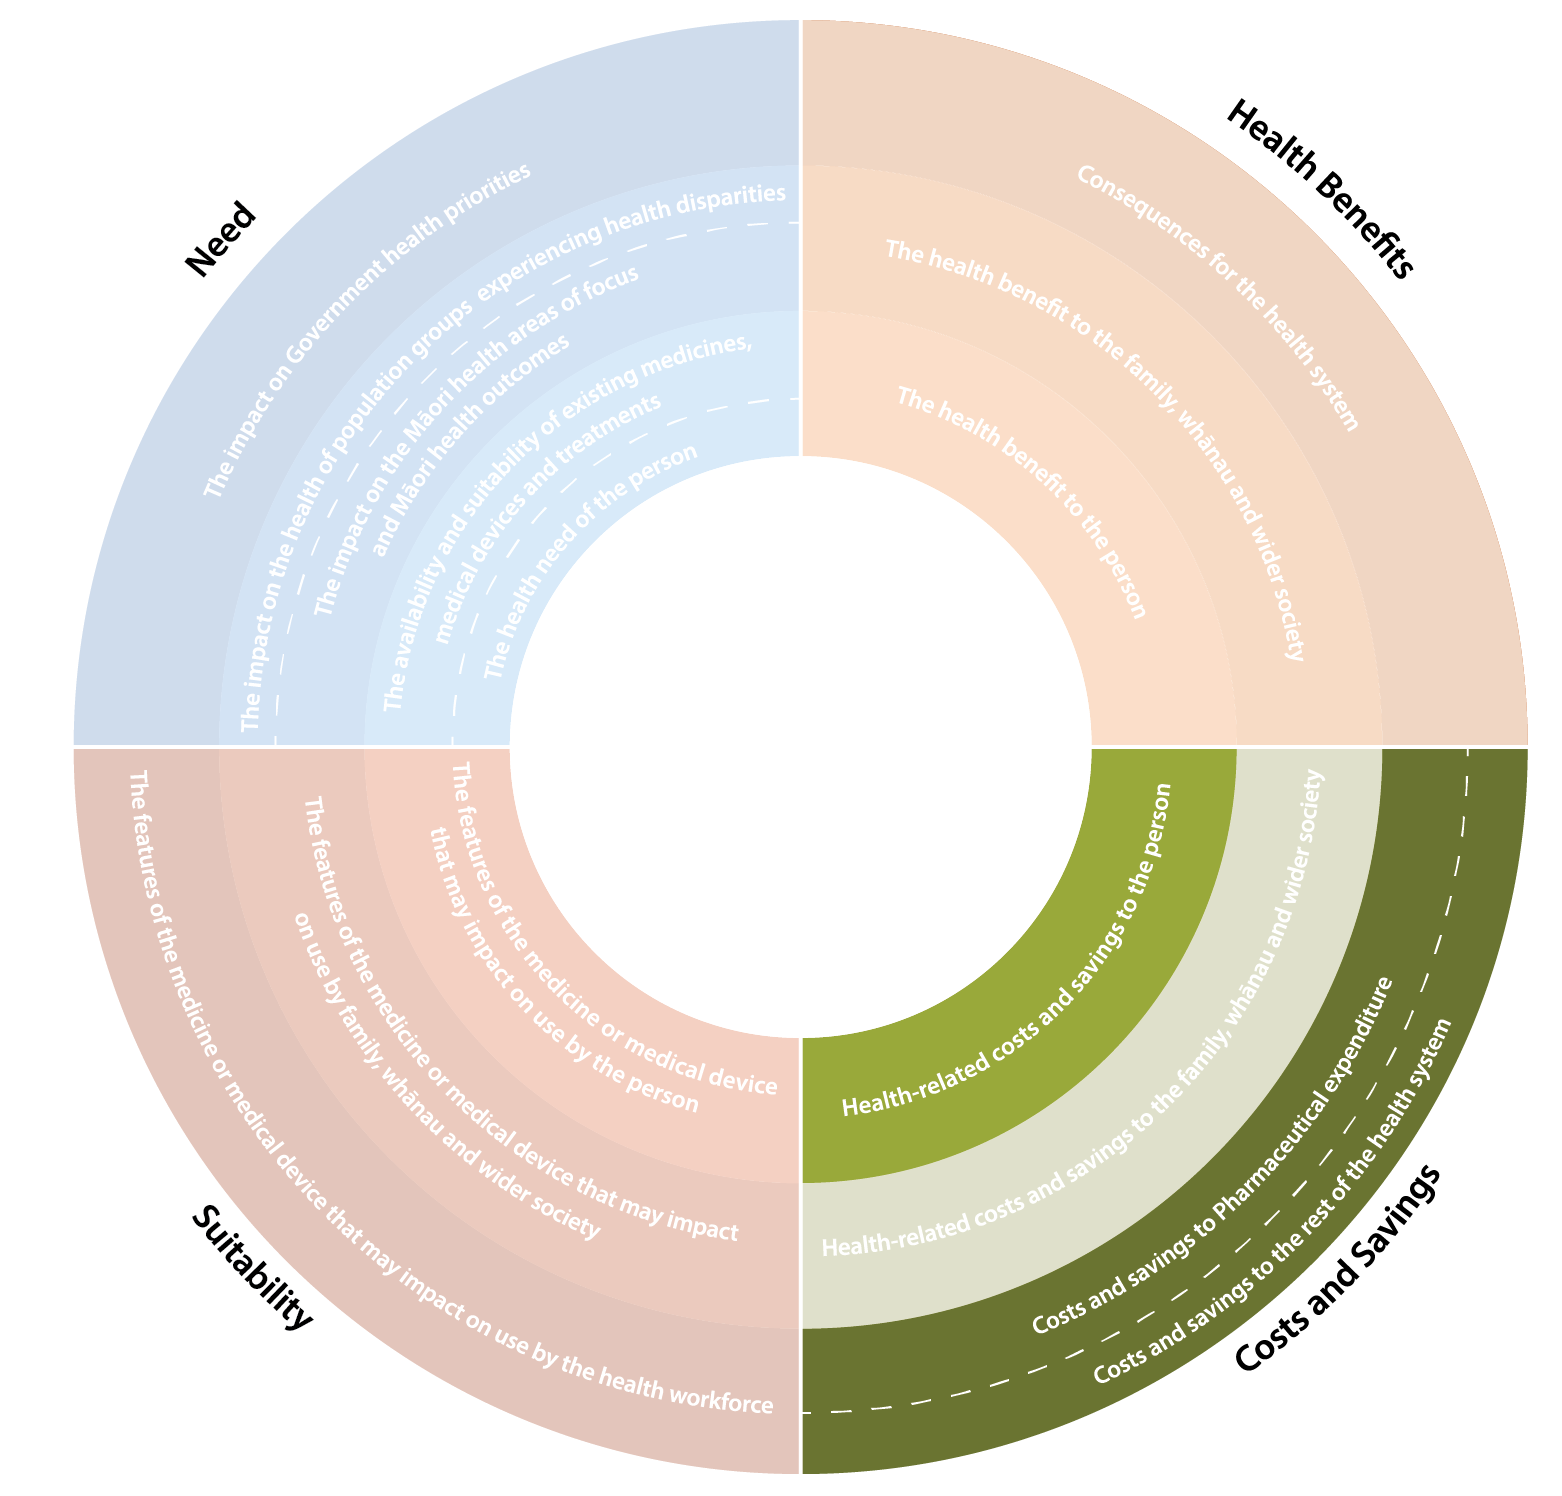 Need
The impact on Government health priorities
The impact on the health of population groups experiencing health disparities
The impact on the Māori health areas of focus
and Māori health outcomes
The availability and suitability of existing medicines,
medical devices and treatments
The health need of the person
Health Benefits
Consequences for the health system
The health benefit to the family, whānau and wider society
The health benefit to the person
Suitability
The features of the medicine or medical device
that may impact on use by the person
The features of the medicine or medical device that may impact
on use by family, whānau and wider society
The features of the medicine or medical device that may impact on use by the health workforce
Costs and Savings
Health-related costs and savings to the person
Health-related costs and savings to the family, whānau and wider society
Costs and savings to Pharmaceutical expenditure
Costs and savings to the rest of the health system